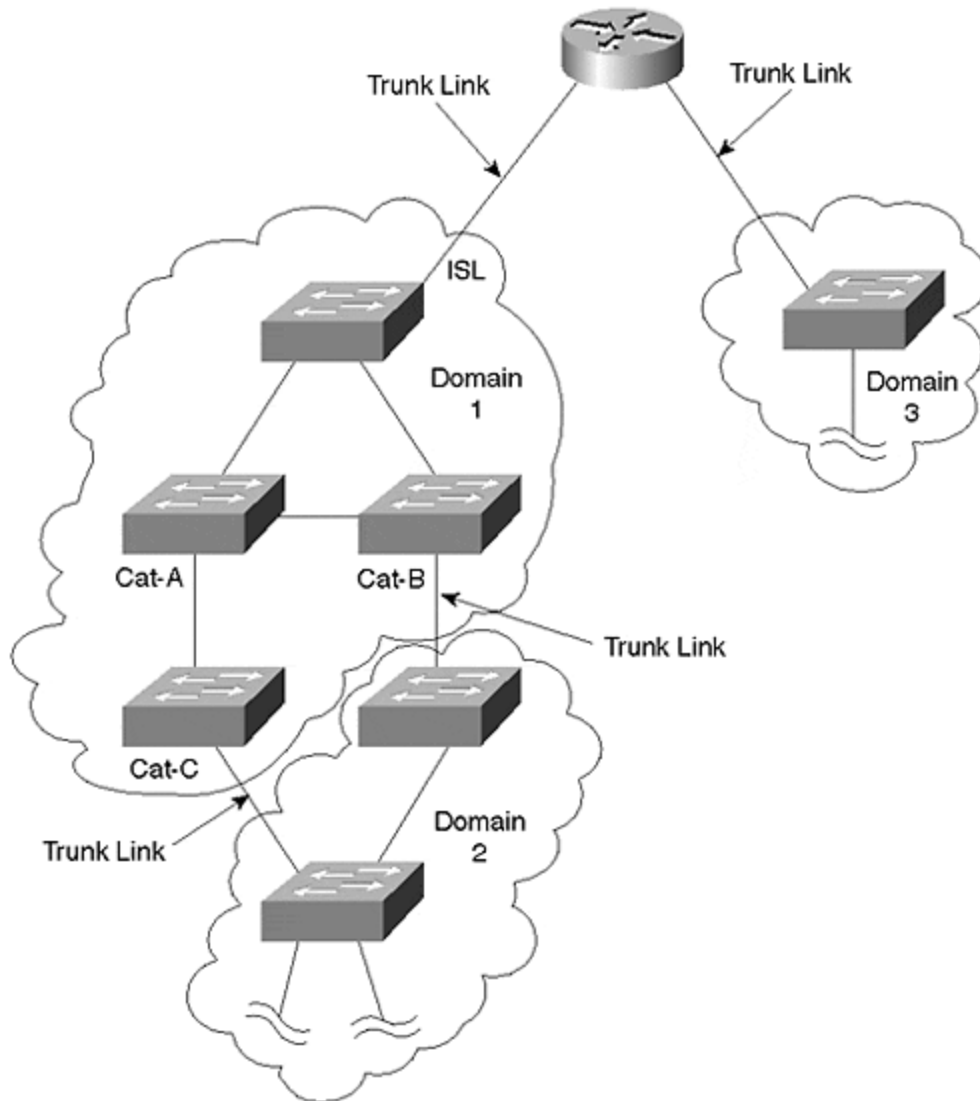 Trunk Link
Trunk Link
ISL
Domain
1
Domain
3
Cat-A
Cat-B
Trunk Link
Cat-C
Domain
2
Trunk Link